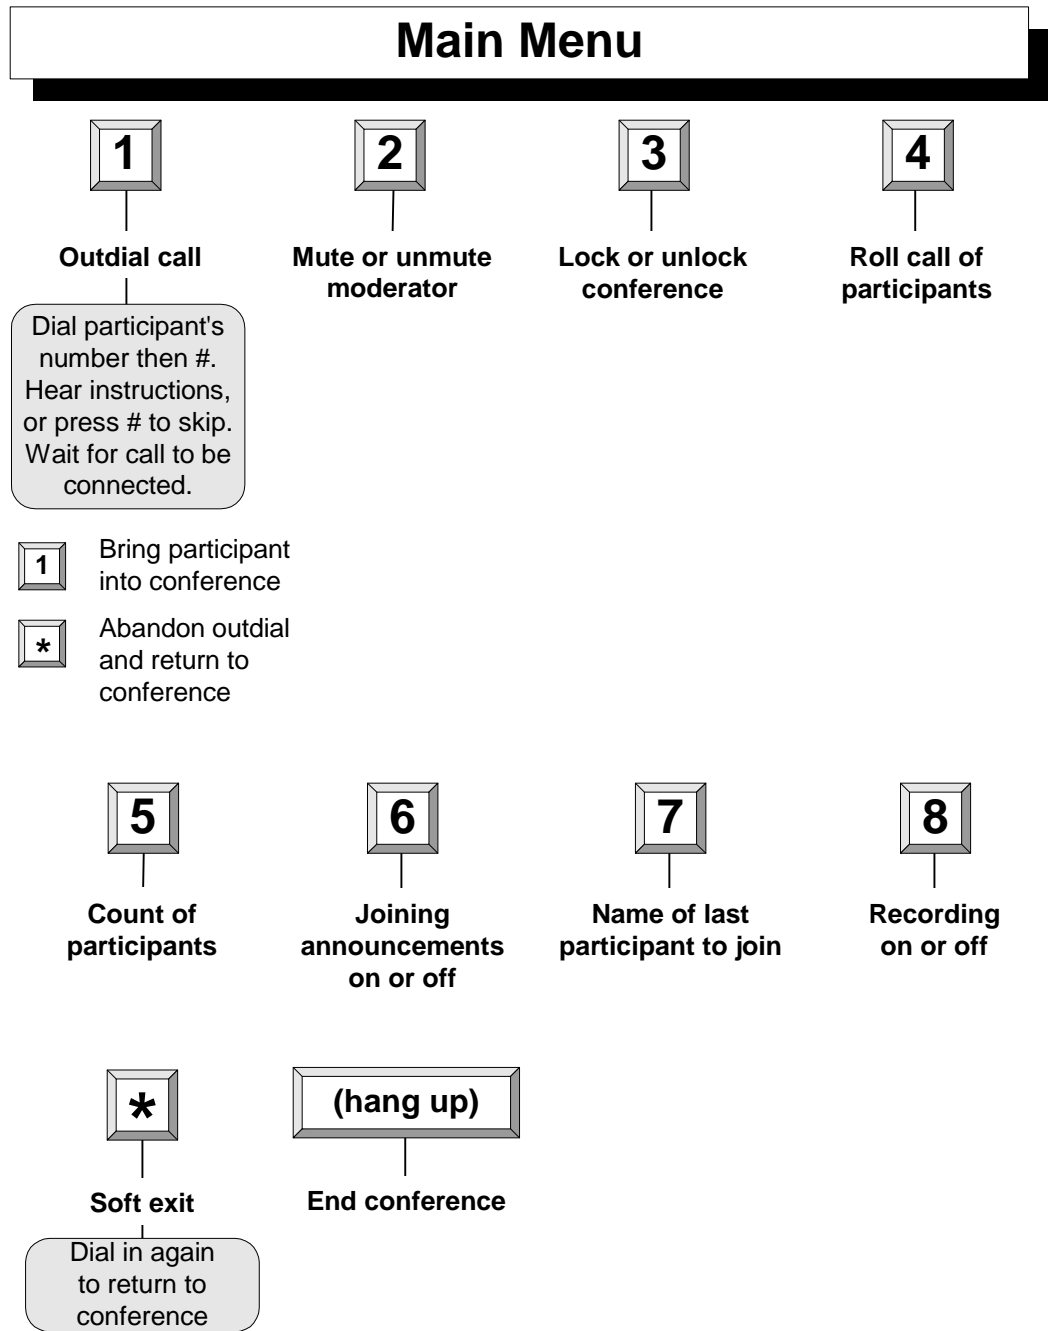 Main Menu
1
2
3
4
Outdial call
Mute or unmute
moderator
Lock or unlock
conference
Roll call of
participants
Dial participant's
number then #.
Hear instructions,
or press # to skip.
Wait for call to be
connected.
1
Bring participant
into conference
*
Abandon outdial
and return to
conference
5
6
7
8
Count of
participants
Joining
announcements
on or off
Name of last
participant to join
Recording
on or off
*
(hang up)
Soft exit
End conference
Dial in again
to return to
conference